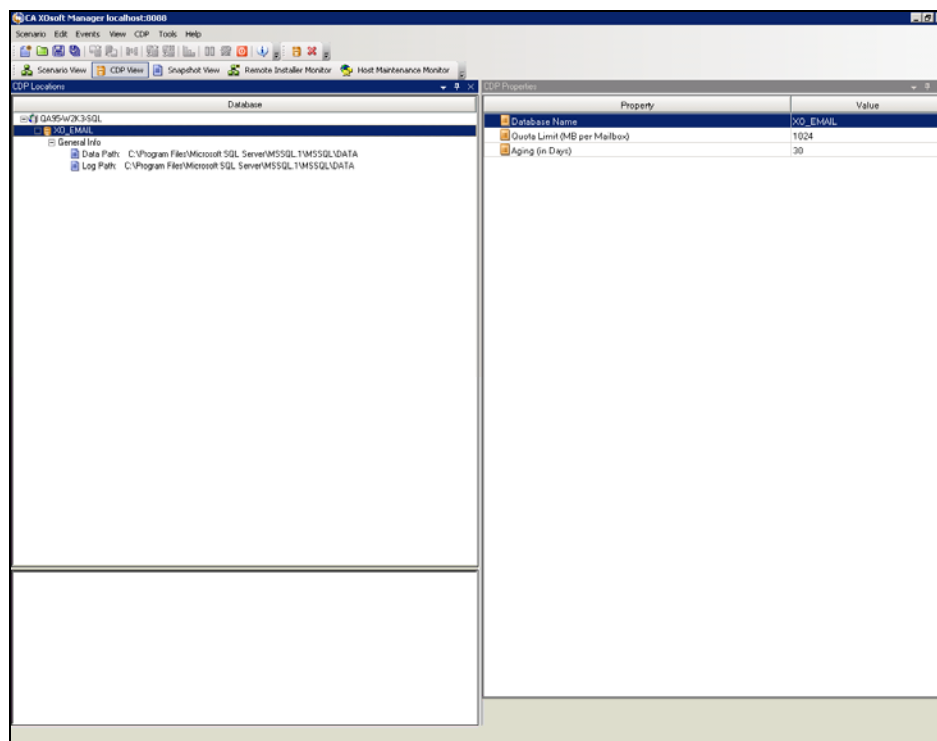 CA XOsoft Manager localhost:8088
Scenario Edit Events View CDP Tools Help
Scenario View CDP View Snapshot View Remote Installer Monitor Host Maintenance Monitor
CDP Locations
Database
QA95-W2K3-SQL
XO_EMAIL
General Info
Data Path: C:\Program Files\Microsoft SQL Server\MSSQL.1\MSSQL\DATA
Log Path: C:\Program Files\Microsoft SQL Server\MSSQL.1\MSSQL\DATA
CDP Properties
Property Value
Database Name XO_EMAIL
Quota Limit (MB per Mailbox) 1024
Aging (in Days) 30